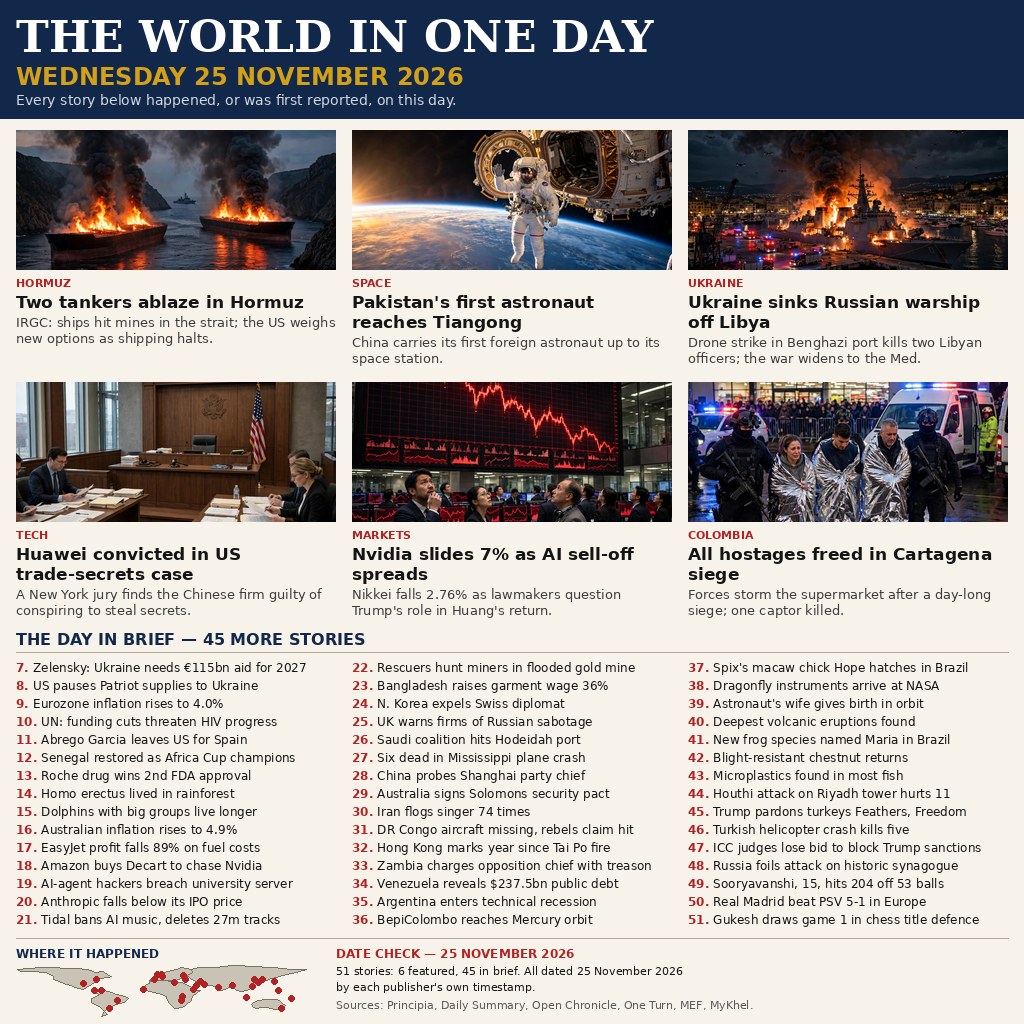 THE WORLD IN ONE DAY
WEDNESDAY 25 NOVEMBER 2026
Every story below happened, or was first reported, on this day.
HORMUZ
Two tankers ablaze in Hormuz
IRGC: ships hit mines in the strait; the US weighs
new options as shipping halts.
SPACE
Pakistan's first astronaut
reaches Tiangong
China carries its first foreign astronaut up to its
space station.
UKRAINE
Ukraine sinks Russian warship
off Libya
Drone strike in Benghazi port kills two Libyan
officers; the war widens to the Med.
TECH
Huawei convicted in US
trade-secrets case
A New York jury finds the Chinese firm guilty of
conspiring to steal secrets.
MARKETS
Nvidia slides 7% as AI sell-off
spreads
Nikkei falls 2.76% as lawmakers question
Trump's role in Huang's return.
COLOMBIA
All hostages freed in Cartagena
siege
Forces storm the supermarket after a day-long
siege; one captor killed.
THE DAY IN BRIEF — 45 MORE STORIES
7. Zelensky: Ukraine needs €115bn aid for 2027
8. US pauses Patriot supplies to Ukraine
9. Eurozone inflation rises to 4.0%
10. UN: funding cuts threaten HIV progress
11. Abrego Garcia leaves US for Spain
12. Senegal restored as Africa Cup champions
13. Roche drug wins 2nd FDA approval
14. Homo erectus lived in rainforest
15. Dolphins with big groups live longer
16. Australian inflation rises to 4.9%
17. EasyJet profit falls 89% on fuel costs
18. Amazon buys Decart to chase Nvidia
19. AI-agent hackers breach university server
20. Anthropic falls below its IPO price
21. Tidal bans AI music, deletes 27m tracks
22. Rescuers hunt miners in flooded gold mine
23. Bangladesh raises garment wage 36%
24. N. Korea expels Swiss diplomat
25. UK warns firms of Russian sabotage
26. Saudi coalition hits Hodeidah port
27. Six dead in Mississippi plane crash
28. China probes Shanghai party chief
29. Australia signs Solomons security pact
30. Iran flogs singer 74 times
31. DR Congo aircraft missing, rebels claim hit
32. Hong Kong marks year since Tai Po fire
33. Zambia charges opposition chief with treason
34. Venezuela reveals $237.5bn public debt
35. Argentina enters technical recession
36. BepiColombo reaches Mercury orbit
37. Spix's macaw chick Hope hatches in Brazil
38. Dragonfly instruments arrive at NASA
39. Astronaut's wife gives birth in orbit
40. Deepest volcanic eruptions found
41. New frog species named Maria in Brazil
42. Blight-resistant chestnut returns
43. Microplastics found in most fish
44. Houthi attack on Riyadh tower hurts 11
45. Trump pardons turkeys Feathers, Freedom
46. Turkish helicopter crash kills five
47. ICC judges lose bid to block Trump sanctions
48. Russia foils attack on historic synagogue
49. Sooryavanshi, 15, hits 204 off 53 balls
50. Real Madrid beat PSV 5-1 in Europe
51. Gukesh draws game 1 in chess title defence
WHERE IT HAPPENED
DATE CHECK — 25 NOVEMBER 2026
51 stories: 6 featured, 45 in brief. All dated 25 November 2026
by each publisher's own timestamp.
Sources: Principia, Daily Summary, Open Chronicle, One Turn, MEF, MyKhel.